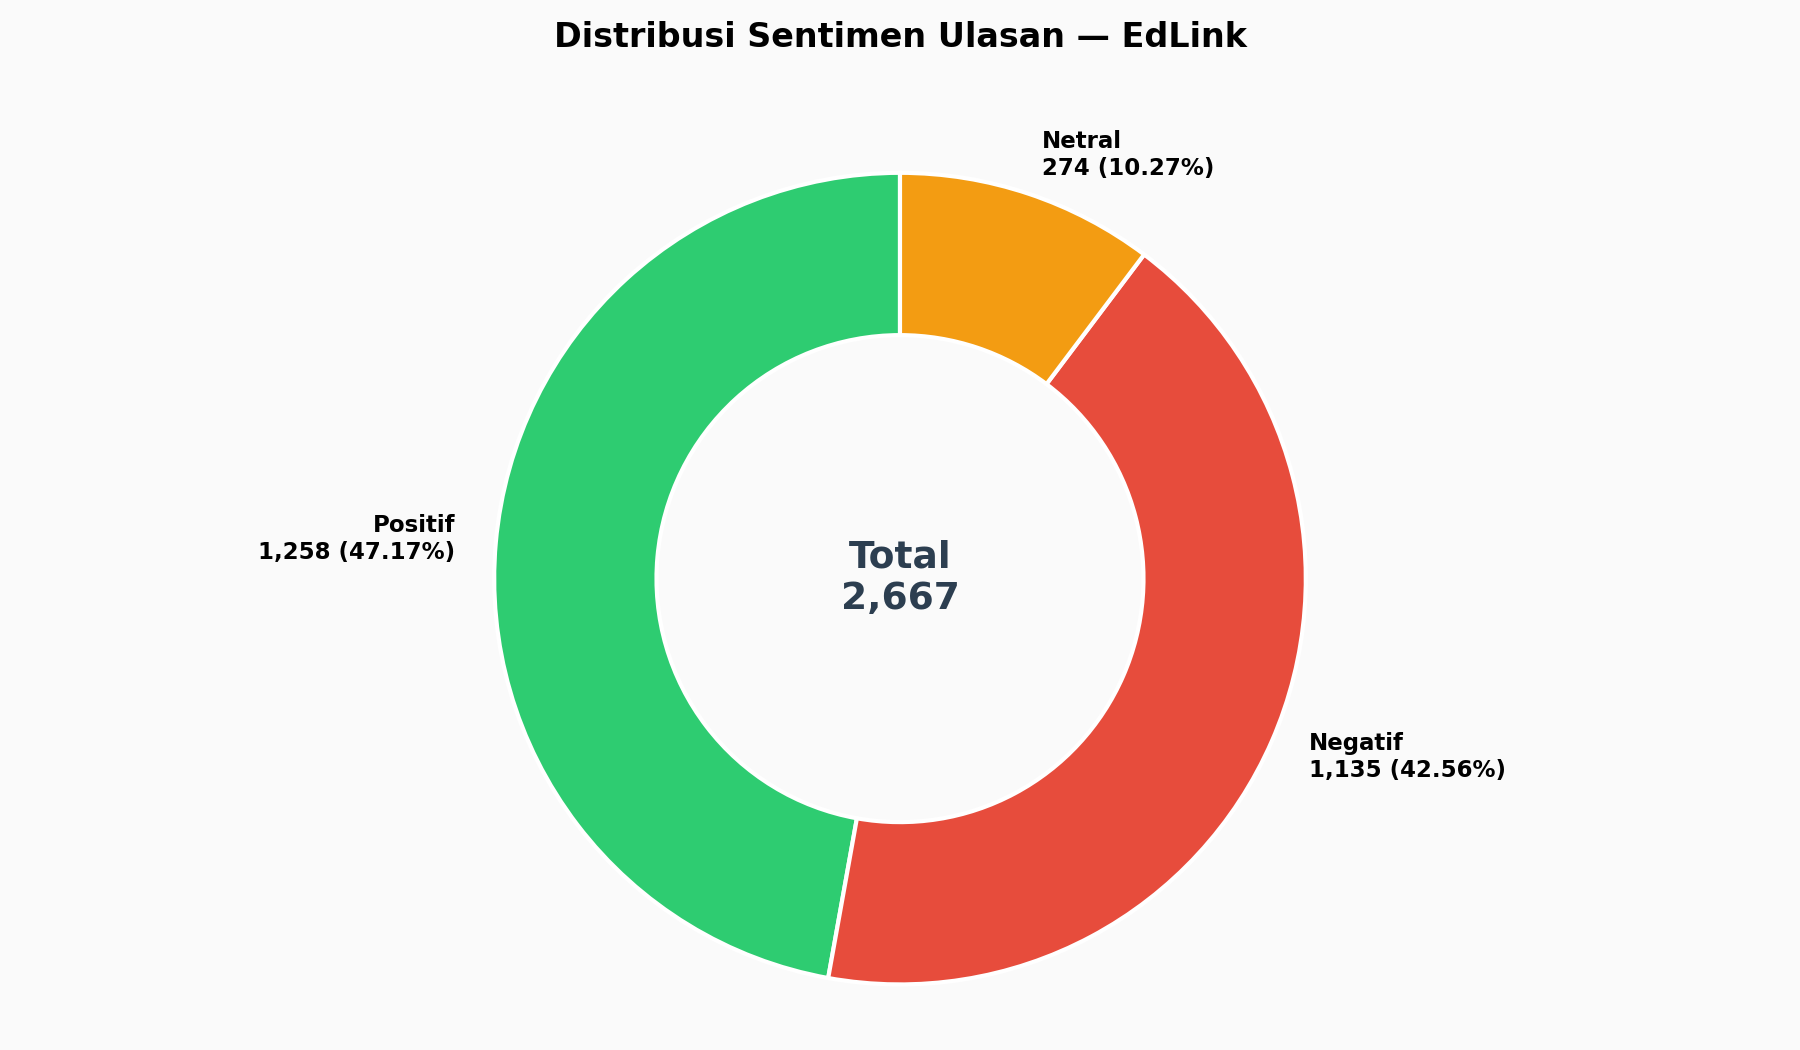 Distribusi Sentimen Ulasan — EdLink
Netral
274 (10.27%)
Positif
1,258 (47.17%)
Total
2,667
Negatif
1,135 (42.56%)